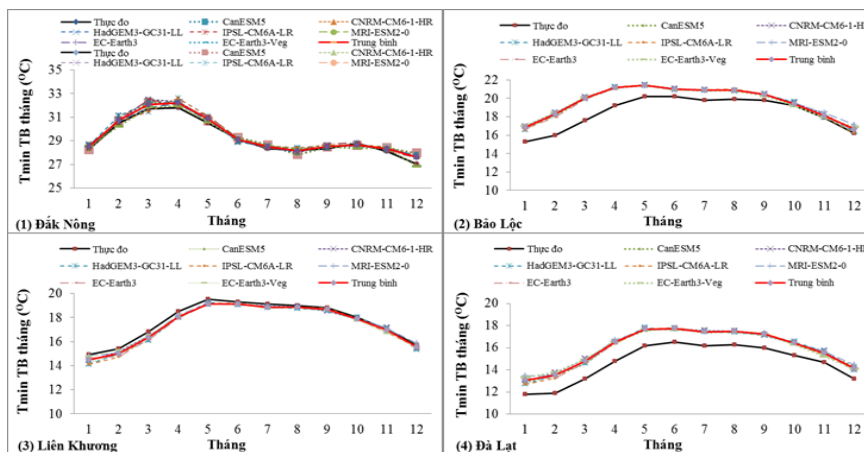 Thực đo CanESM5 CNRM-CM6-1-HR
HadGEM3-GC31-LL IPSL-CM6A-LR MRI-ESM2-0
EC-Earth3 EC-Earth3-Veg Trung bình
Thực đo CanESM5 CNRM-CM6-1-HR
HadGEM3-GC31-LL IPSL-CM6A-LR MRI-ESM2-0
Tmin TB tháng (⁰C)
35
33
31
29
27
25
1 2 3 4 5 6 7 8 9 10 11 12
Tháng
(1) Đắk Nông
Thực đo CanESM5 CNRM-CM6-1-HR
HadGEM3-GC31-LL IPSL-CM6A-LR MRI-ESM2-0
EC-Earth3 EC-Earth3-Veg Trung bình
Tmin TB tháng (⁰C)
22
20
18
16
14
12
10
1 2 3 4 5 6 7 8 9 10 11 12
Tháng
(2) Bảo Lộc
Thực đo CanESM5 CNRM-CM6-1-HR
HadGEM3-GC31-LL IPSL-CM6A-LR MRI-ESM2-0
EC-Earth3 EC-Earth3-Veg Trung bình
Tmin TB tháng (⁰C)
20
18
16
14
12
10
1 2 3 4 5 6 7 8 9 10 11 12
Tháng
(3) Liên Khương
Thực đo CanESM5 CNRM-CM6-1-HR
HadGEM3-GC31-LL IPSL-CM6A-LR MRI-ESM2-0
EC-Earth3 EC-Earth3-Veg Trung bình
Tmin TB tháng (⁰C)
20
18
16
14
12
10
1 2 3 4 5 6 7 8 9 10 11 12
Tháng
(4) Đà Lạt